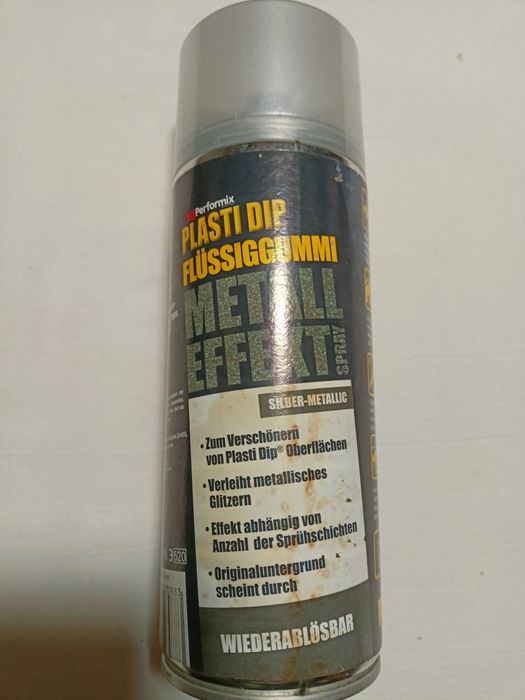 Performix
PLASTI DIP
FLÜSSIGGUMMI
METALL
EFFEKT
SPRAY
SILBER-METALLIC
• Zum Verschönern
von Plasti Dip® Oberflächen
• Verleiht metallisches
Glitzern
• Effekt abhängig von
Anzahl der Sprühschichten
• Originaluntergrund
scheint durch
WIEDERABLÖSBAR
520